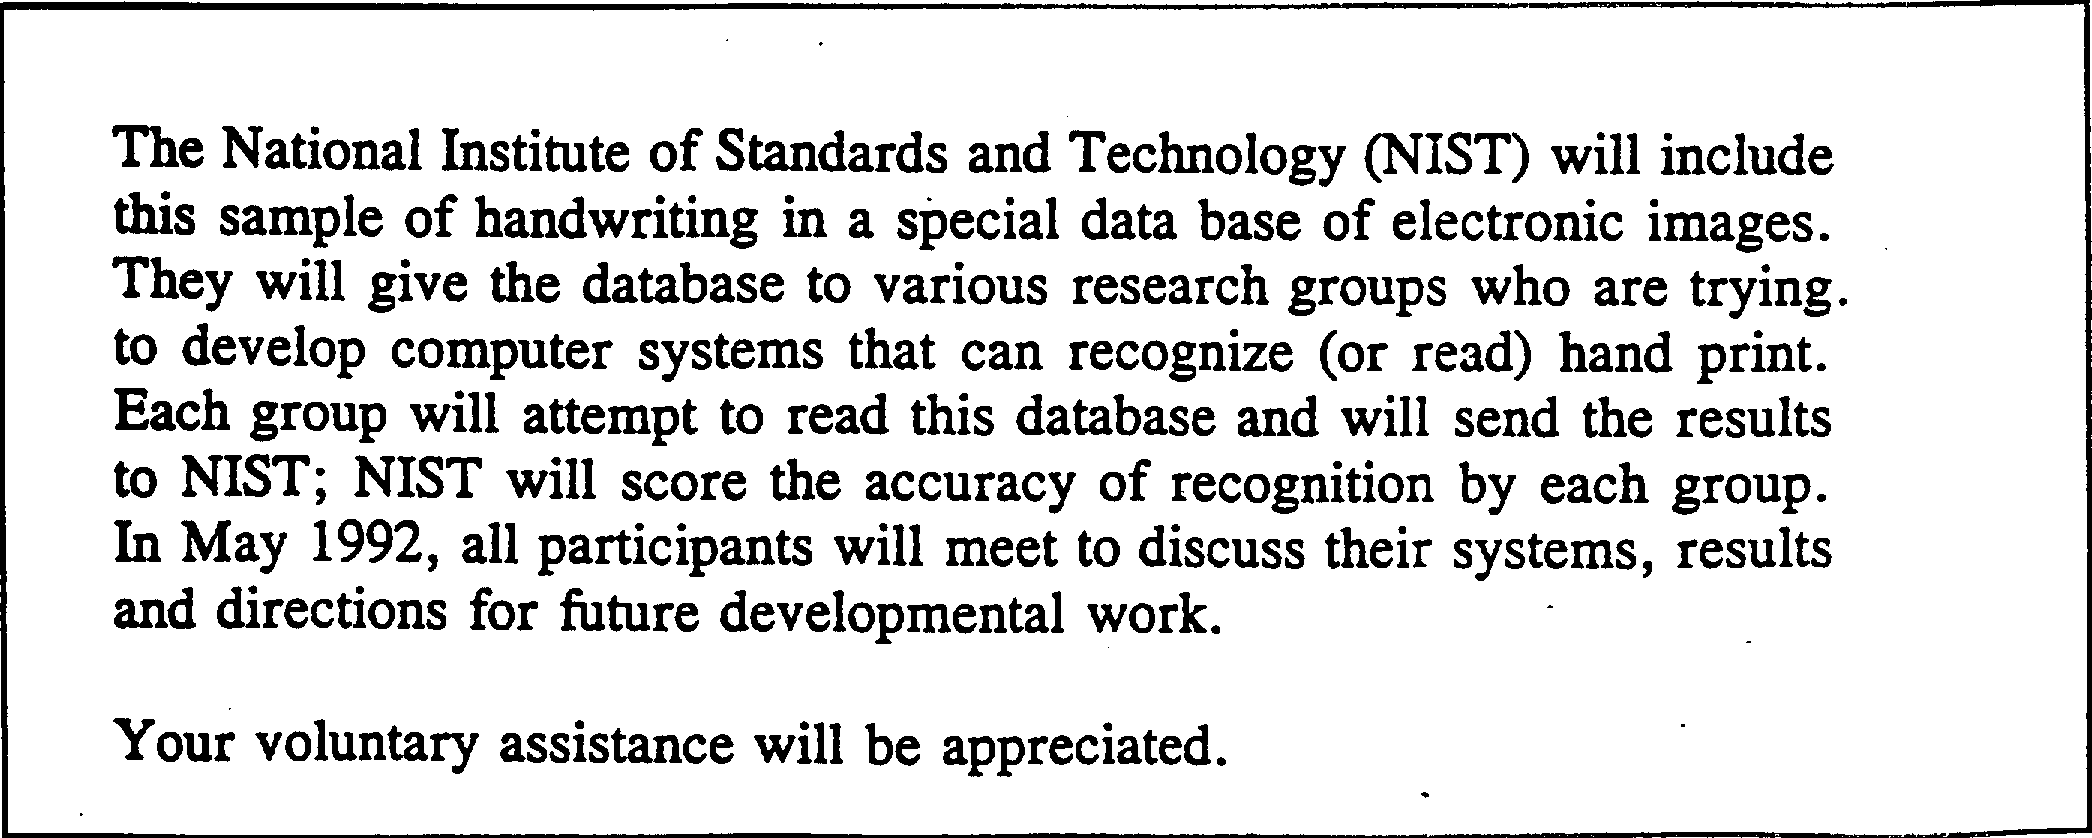 The National Institute of Standards and Technology (NIST) will include
this sample of handwriting in a special data base of electronic images.
They will give the database to various research groups who are trying.
to develop computer systems that can recognize (or read) hand print.
Each group will attempt to read this database and will send the results
to NIST; NIST will score the accuracy of recognition by each group.
In May 1992, all participants will meet to discuss their systems, results
and directions for future developmental work.
Your voluntary assistance will be appreciated.